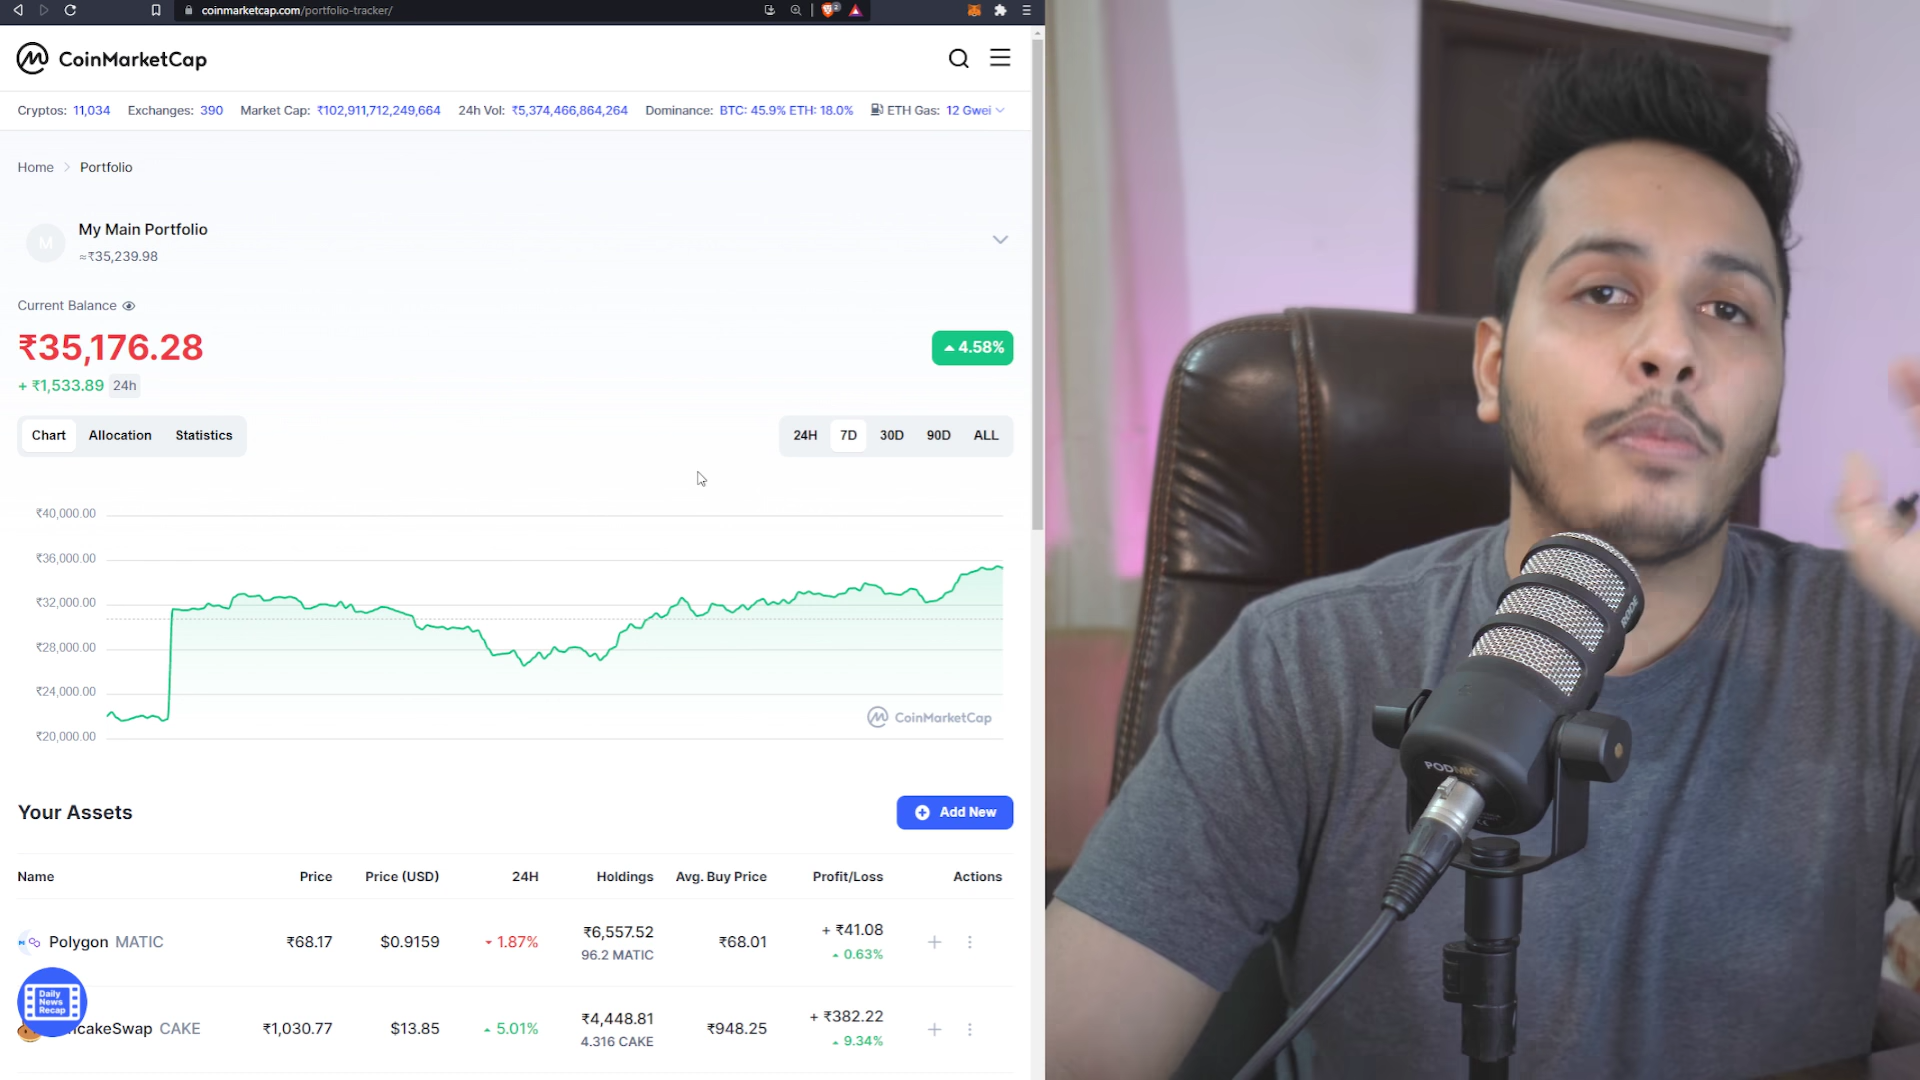 coinmarketcap.com/portfolio-tracker/
2
CoinMarketCap
Cryptos: 11,034 Exchanges: 390 Market Cap: ₹102,911,712,249,664 24h Vol: ₹5,374,466,864,264 Dominance: BTC: 45.9% ETH: 18.0% ETH Gas: 12 Gwei
Home > Portfolio
M
My Main Portfolio
≈₹35,239.98
Current Balance
₹35,176.28
4.58%
+ ₹1,533.89 24h
Chart Allocation Statistics 24H 7D 30D 90D ALL
₹40,000.00
₹36,000.00
₹32,000.00
₹28,000.00
₹24,000.00
CoinMarketCap
₹20,000.00
Your Assets
Add New
Name Price Price (USD) 24H Holdings Avg. Buy Price Profit/Loss Actions
Polygon MATIC ₹68.17 $0.9159 1.87% ₹6,557.52 ₹68.01 + ₹41.08
96.2 MATIC 0.63%
Daily
News
Recap
ncakeSwap CAKE ₹1,030.77 $13.85 5.01% ₹4,448.81 ₹948.25 + ₹382.22
4.316 CAKE 9.34%
RODE
PODMIC